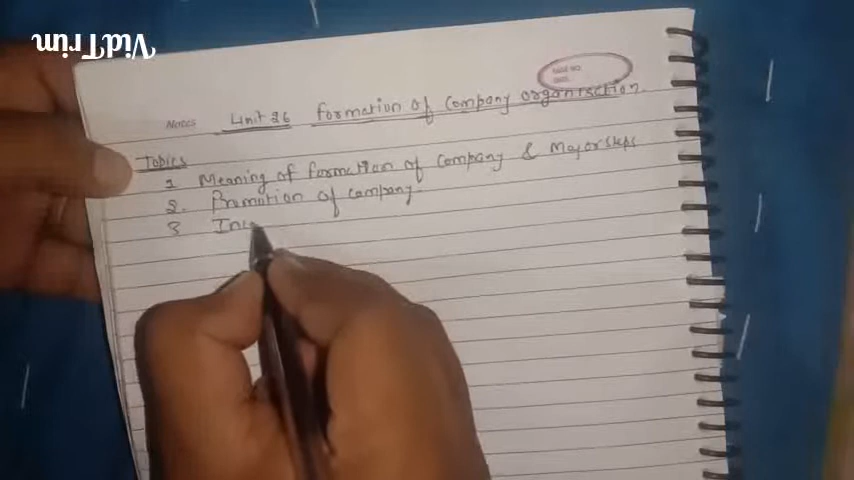 VidTrim
Notes Unit 26 formation of company organisation.
Topics
1 Meaning of formation of company & Major steps
2. Promotion of company.
3 Inc